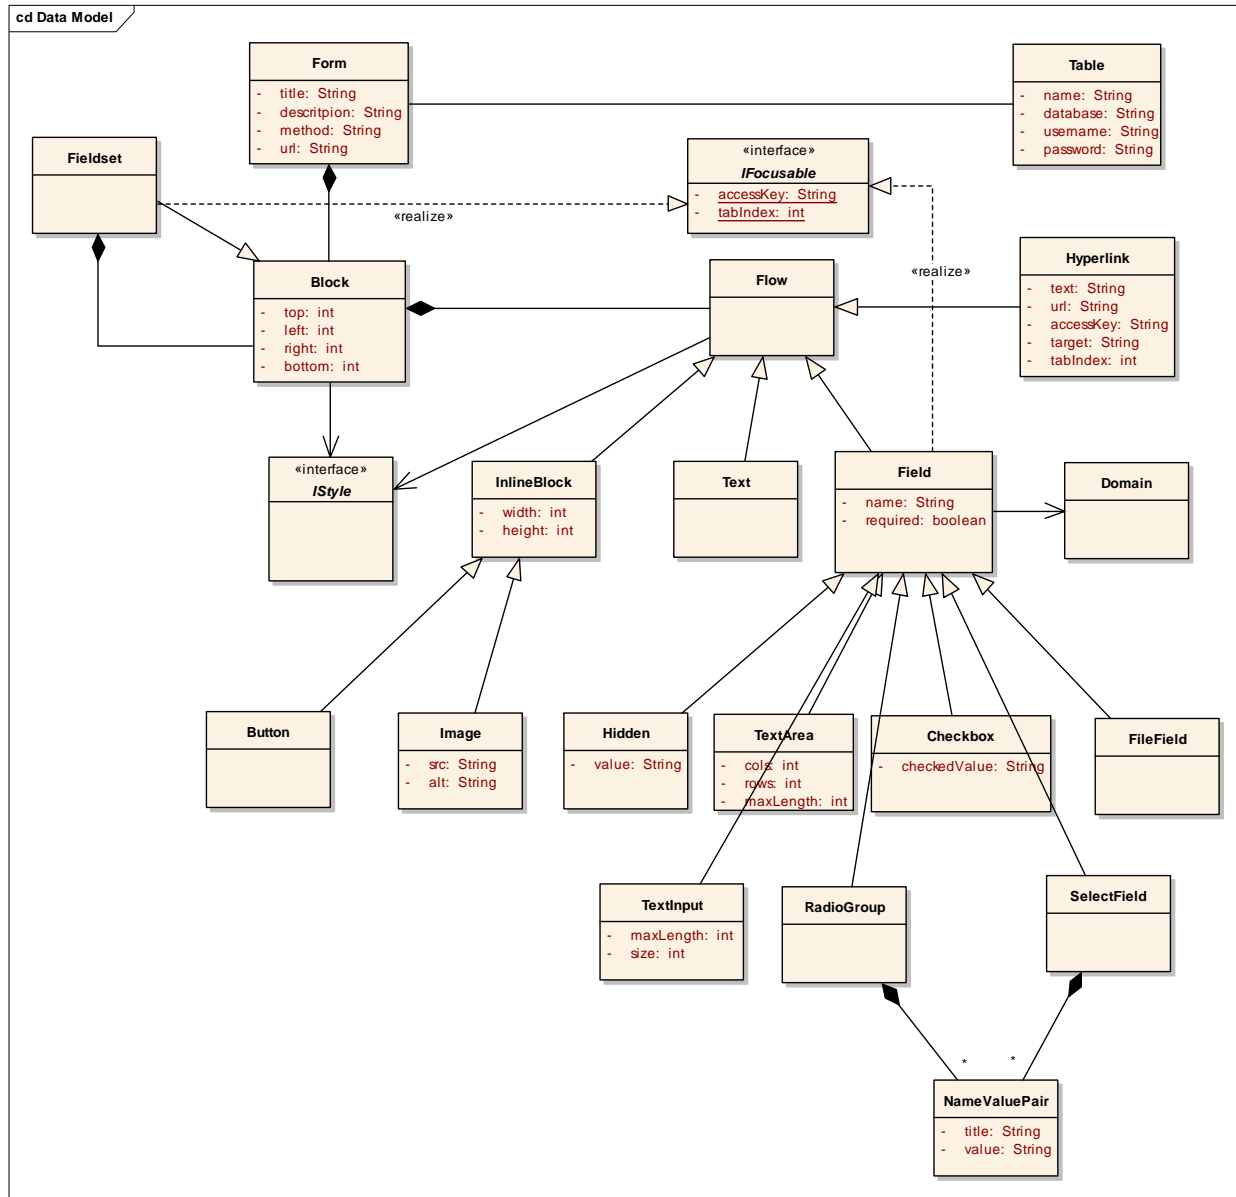 cd Data Model
Form
- title: String
- descritpion: String
- method: String
- url: String
Table
- name: String
- database: String
- username: String
- password: String
Fieldset
«interface»
IFocusable
- accessKey: String
- tabIndex: int
«realize»
«realize»
Block
- top: int
- left: int
- right: int
- bottom: int
Flow
Hyperlink
- text: String
- url: String
- accessKey: String
- target: String
- tabIndex: int
«interface»
IStyle
InlineBlock
- width: int
- height: int
Text
Field
- name: String
- required: boolean
Domain
Button
Image
- src: String
- alt: String
Hidden
- value: String
TextArea
- cols: int
- rows: int
- maxLength: int
Checkbox
- checkedValue: String
FileField
TextInput
- maxLength: int
- size: int
RadioGroup
SelectField
* *
NameValuePair
- title: String
- value: String